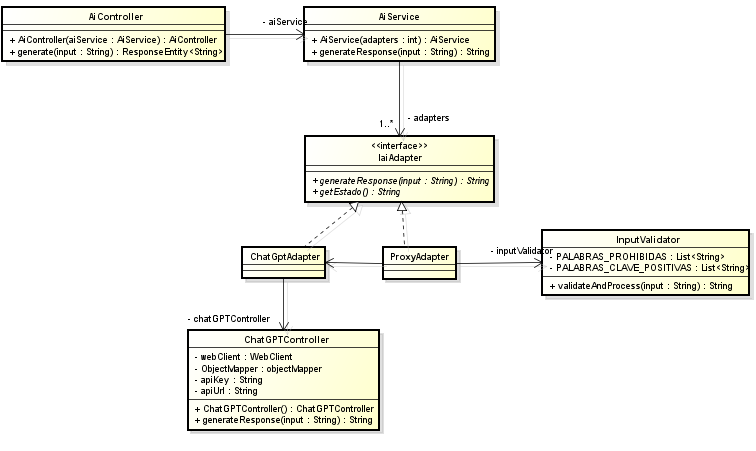 AiController
+ AiController(aiService : AiService) : AiController
+ generate(input : String) : ResponseEntity<String>
- aiService
AiService
+ AiService(adapters : int) : AiService
+ generateResponse(input : String) : String
1..*
- adapters
<<interface>>
IaiAdapter
+ generateResponse(input : String) : String
+ getEstado() : String
ChatGptAdapter
ProxyAdapter
- inputValidator
InputValidator
- PALABRAS_PROHIBIDAS : List<String>
- PALABRAS_CLAVE_POSITIVAS : List<String>
+ validateAndProcess(input : String) : String
- chatGPTController
ChatGPTController
- webClient : WebClient
- ObjectMapper : objectMapper
- apiKey : String
- apiUrl : String
+ ChatGPTController() : ChatGPTController
+ generateResponse(input : String) : String